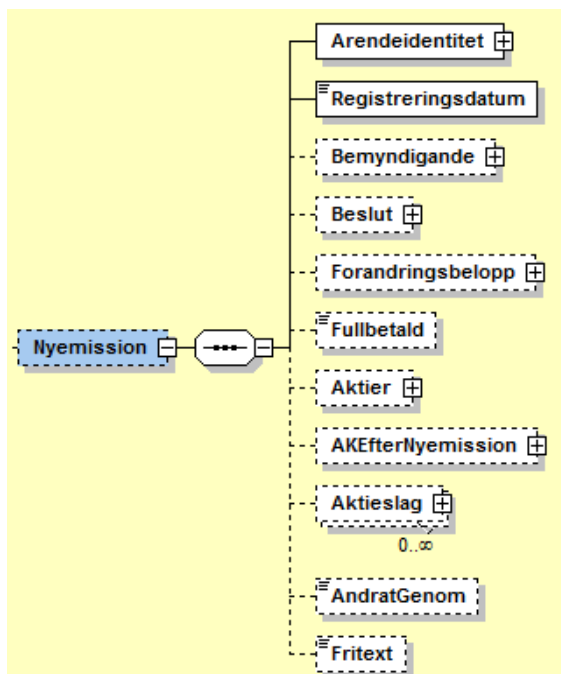 Arendeidentitet
Registreringsdatum
Bemyndigande
Beslut
Forandringsbelopp
Nyemission
Fullbetald
Aktier
AKEfterNyemission
Aktieslag
0..∞
AndratGenom
Fritext